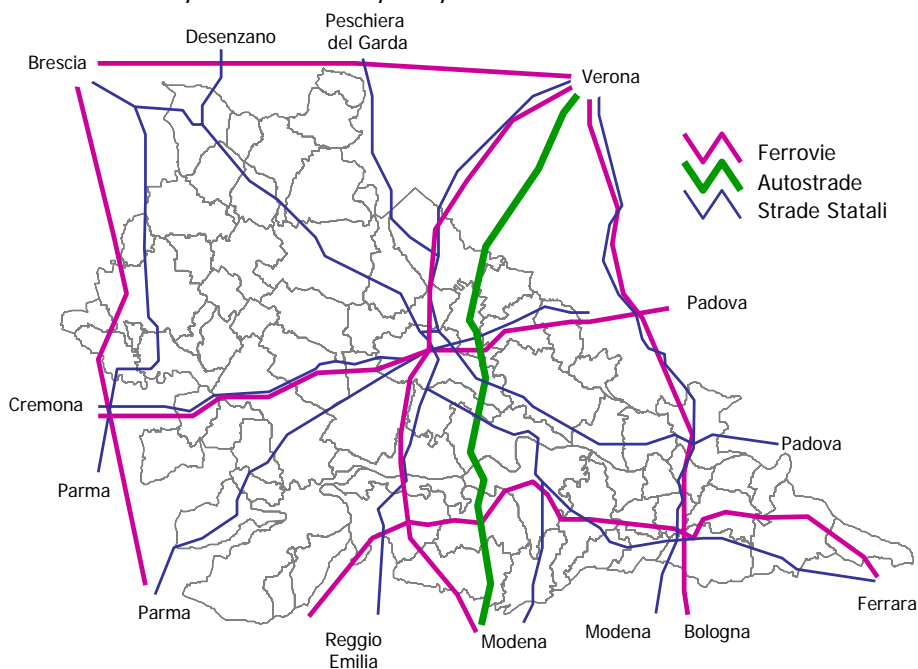 Desenzano
Peschiera
del Garda
Brescia
Verona
Ferrovie
Autostrade
Strade Statali
Padova
Cremona
Padova
Parma
Parma
Reggio
Emilia
Modena
Modena
Bologna
Ferrara